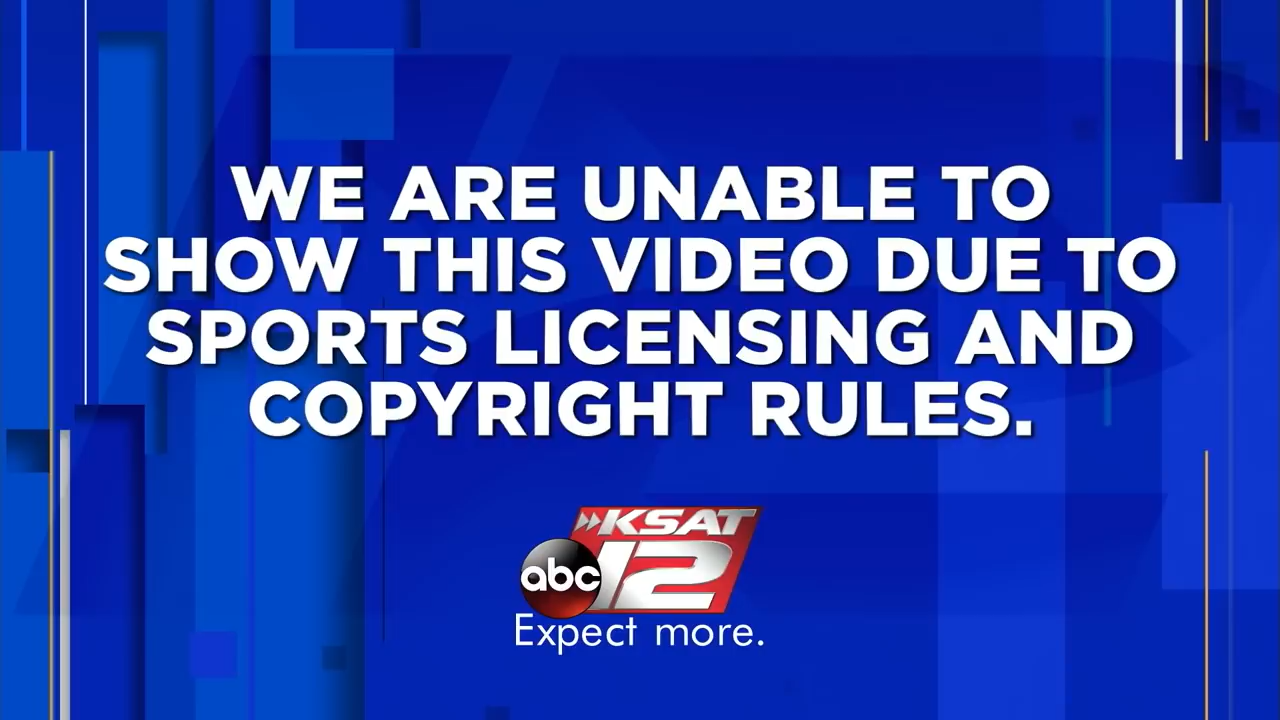 WE ARE UNABLE TO
SHOW THIS VIDEO DUE TO
SPORTS LICENSING AND
COPYRIGHT RULES.
KSAT
abc 12
Expect more.